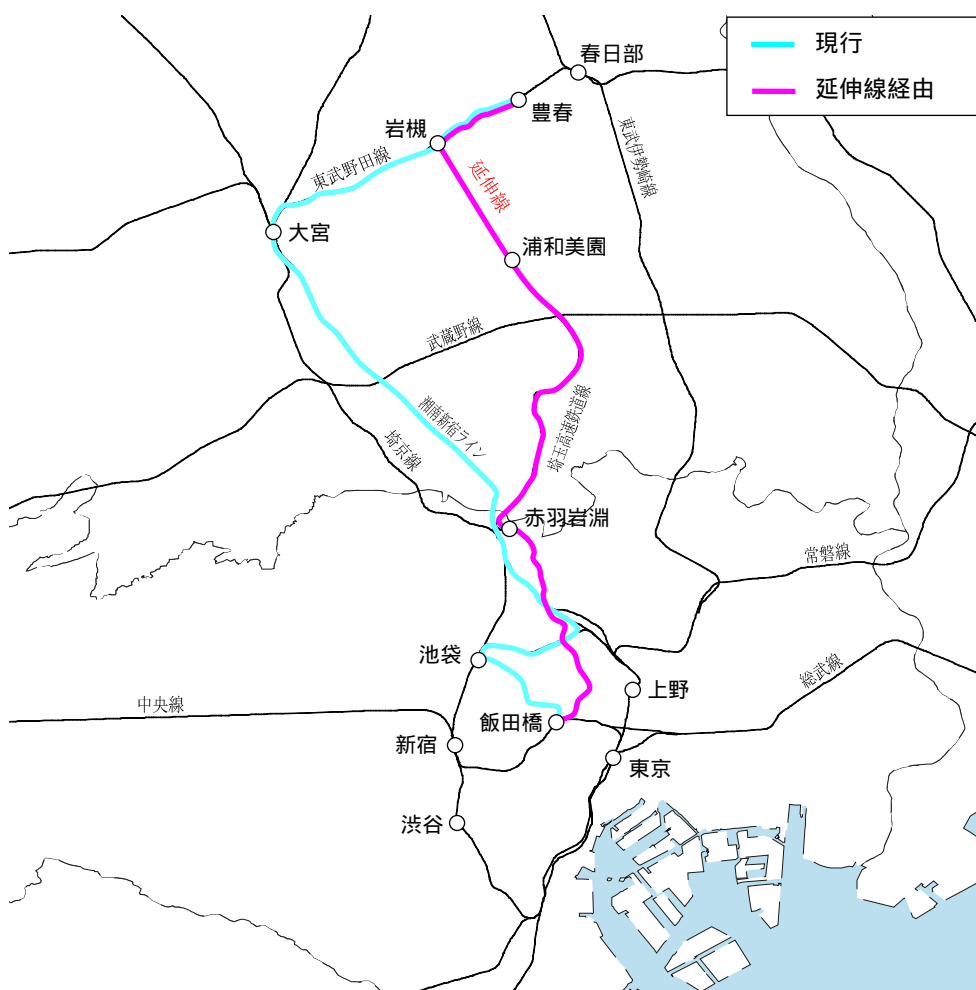 現行
延伸線経由
春日部
豊春
岩槻
東武野田線
東武伊勢崎線
延伸線
大宮
浦和美園
武蔵野線
湘南新宿ライン
埼玉高速鉄道線
埼京線
赤羽岩淵
常磐線
池袋
上野
総武線
中央線
飯田橋
新宿
東京
渋谷